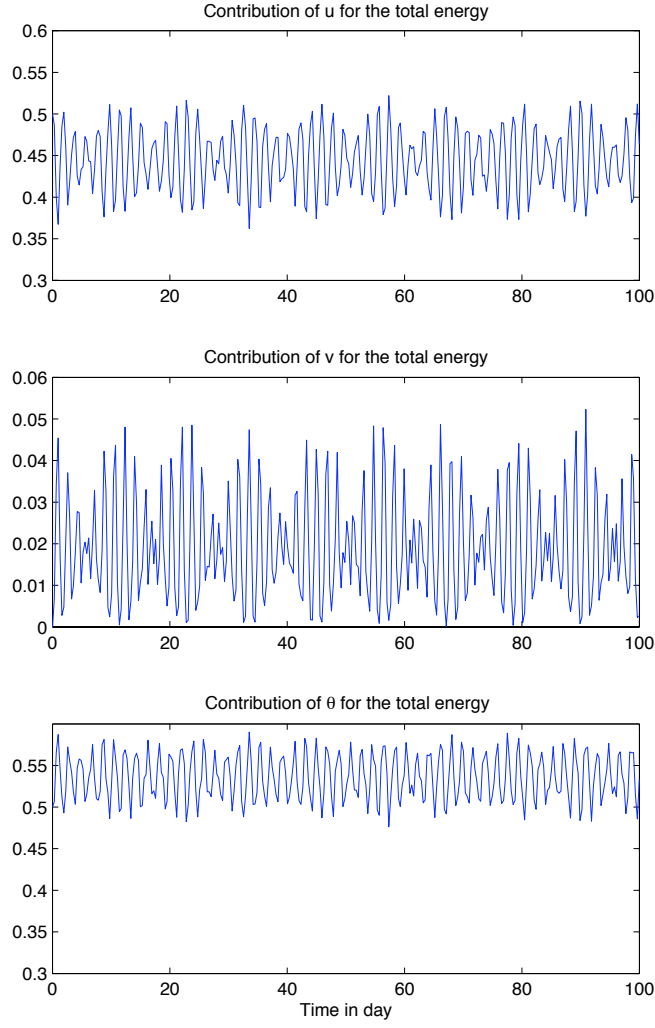 Contribution of u for the total energy
0.6
0.55
0.5
0.45
0.4
0.35
0.3
0 20 40 60 80 100
Contribution of v for the total energy
0.06
0.05
0.04
0.03
0.02
0.01
0
0 20 40 60 80 100
Contribution of θ for the total energy
0.55
0.5
0.45
0.4
0.35
0.3
0 20 40 60 80 100
Time in day